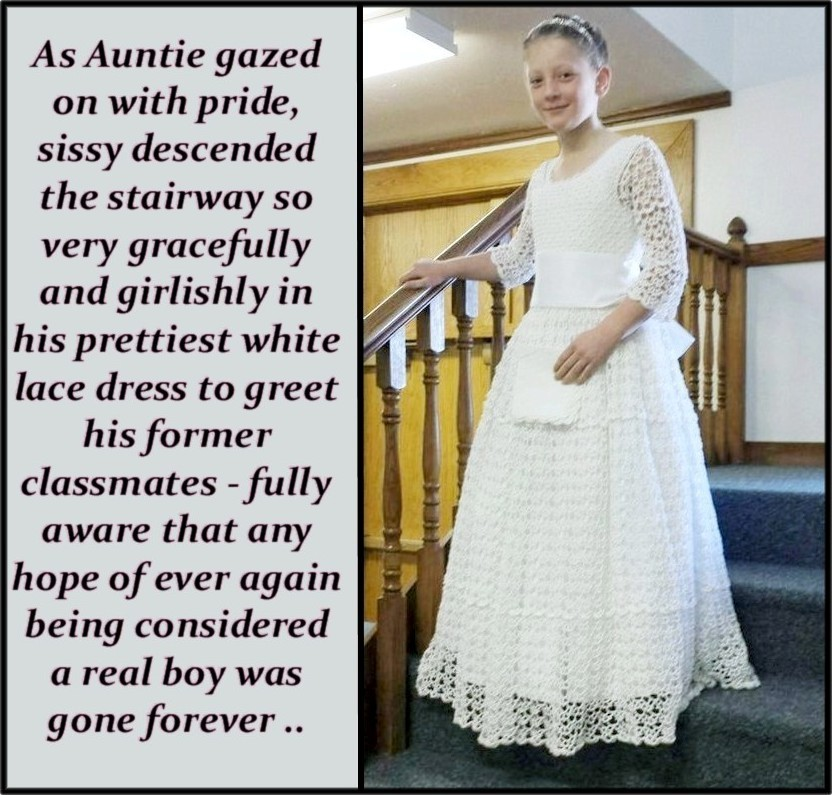 As Auntie gazed
on with pride,
sissy descended
the stairway so
very gracefully
and girlishly in
his prettiest white
lace dress to greet
his former
classmates - fully
aware that any
hope of ever again
being considered
a real boy was
gone forever ..